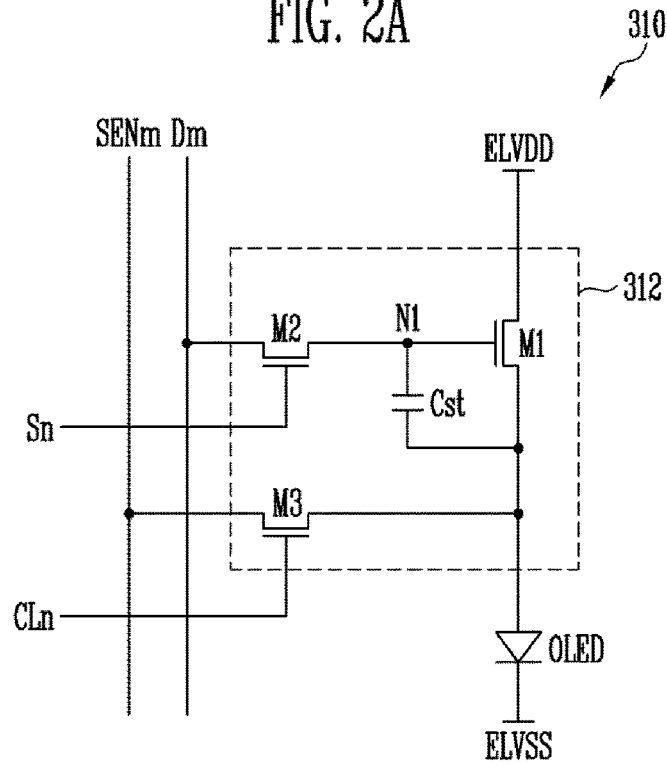 FIG. 2A
310
SENm Dm
ELVDD
312
M2
N1
M1
Cst
Sn
M3
CLn
OLED
ELVSS